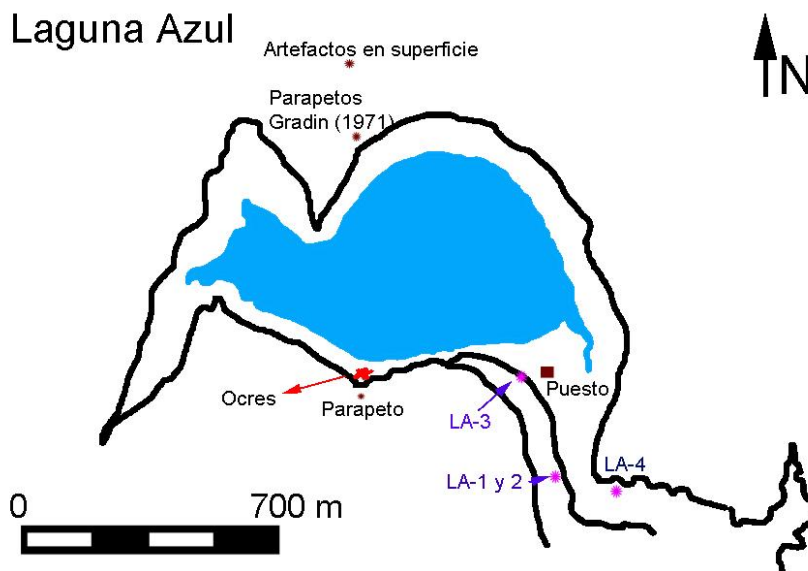 Laguna Azul
Artefactos en superficie
N
Parapetos
Gradin (1971)
Ocres
Parapeto
Puesto
LA-3
LA-1 y 2
LA-4
0 700 m